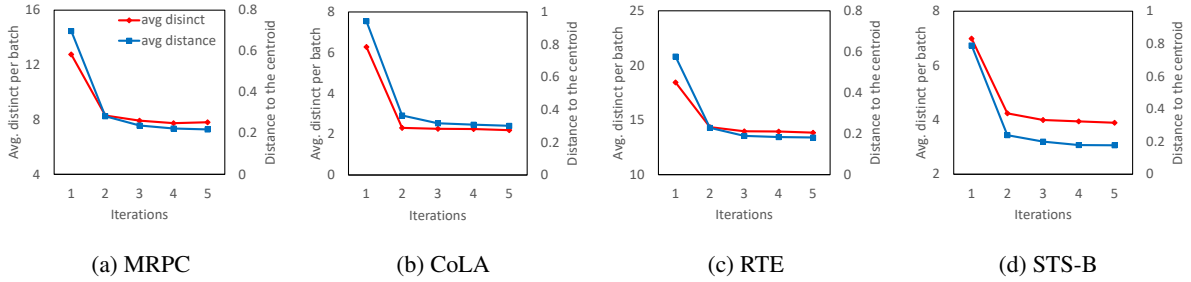 16
12
8
4
Avg. distinct per batch
avg disinct
avg distance
0.8
0.6
0.4
0.2
0
Distance to the centroid
1 2 3 4 5
Iterations
(a) MRPC
8
6
4
2
0
Avg. distinct per batch
1
0.8
0.6
0.4
0.2
0
Distance to the centroid
1 2 3 4 5
Iterations
(b) CoLA
25
20
15
10
Avg. distinct per batch
0.8
0.6
0.4
0.2
0
Distance to the centroid
1 2 3 4 5
Iterations
(c) RTE
8
6
4
2
Avg. distinct per batch
1
0.8
0.6
0.4
0.2
0
Distance to the centroid
1 2 3 4 5
Iterations
(d) STS-B